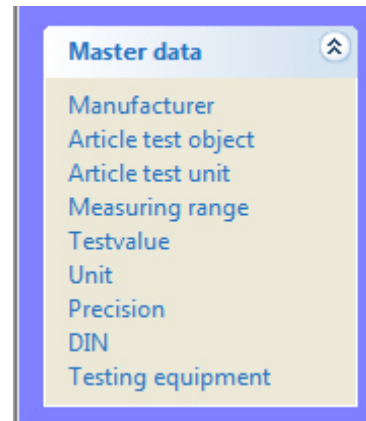 Master data
Manufacturer
Article test object
Article test unit
Measuring range
Testvalue
Unit
Precision
DIN
Testing equipment